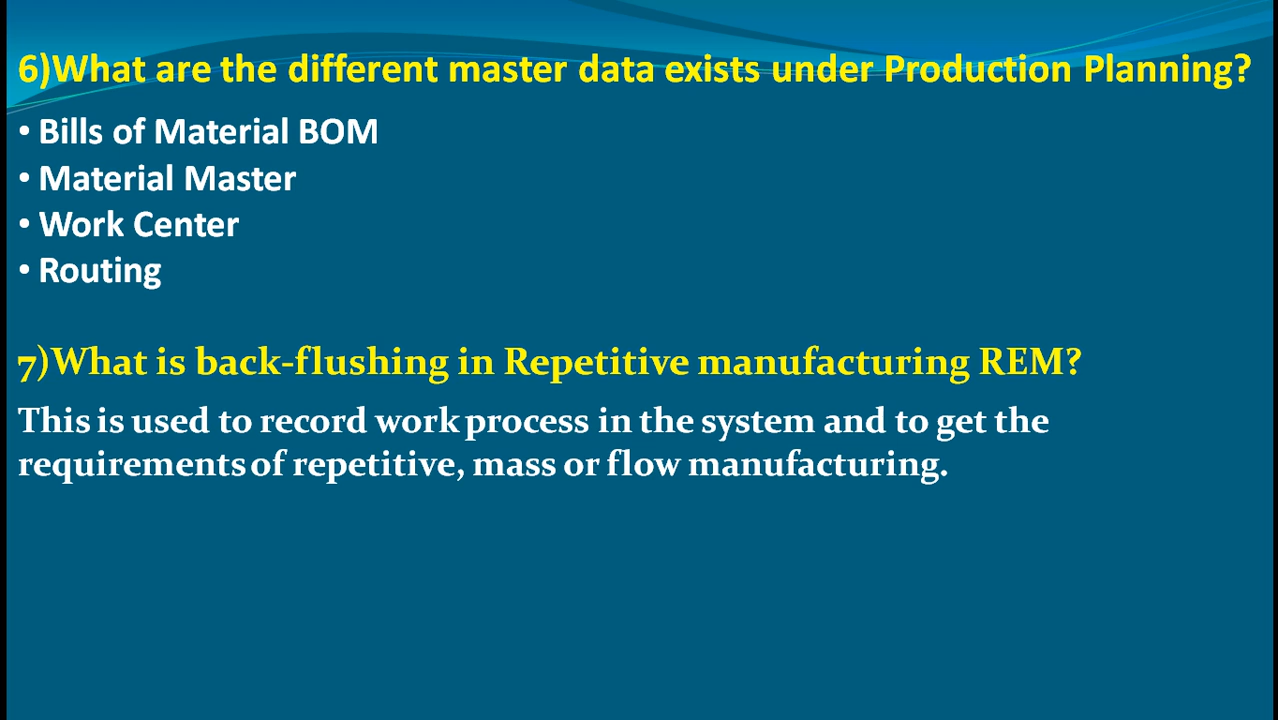 6)What are the different master data exists under Production Planning?
• Bills of Material BOM
• Material Master
• Work Center
• Routing
7)What is back-flushing in Repetitive manufacturing REM?
This is used to record work process in the system and to get the
requirements of repetitive, mass or flow manufacturing.